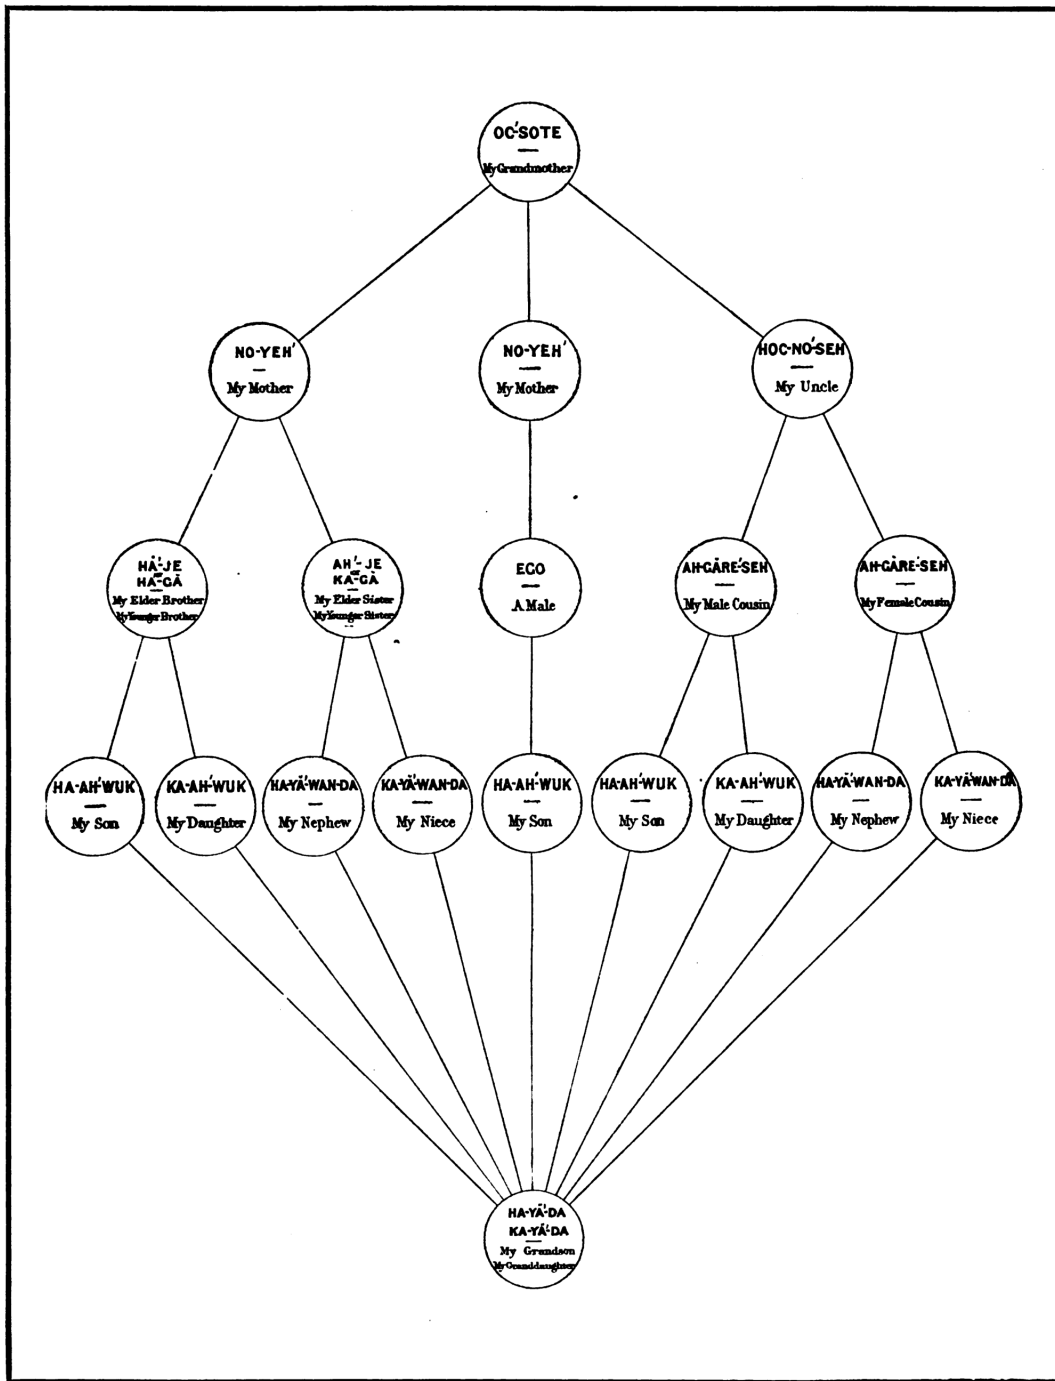 OC'SOTE
My Grandmother
NO-YEH'
My Mother
NO-YEH'
My Mother
HOC-NO'SEH
My Uncle
HÄ'-JE
HA-GÄ
My Elder Brother
My Younger Brother
AH'-JE
KA-GÄ
My Elder Sister
My Younger Sister
EGO
A Male
AH-GÄRE'SEH
My Male Cousin
AH-GÄRE'-SEH
My Female Cousin
HA-AH'WUK
My Son
KA-AH'-WUK
My Daughter
HA-YÄ'-WAN-DA
My Nephew
KA-YÄ'-WAN-DA
My Niece
HA-AH'-WUK
My Son
HA-AH'WUK
My Son
KA-AH'-WUK
My Daughter
HA-YÄ'-WAN-DA
My Nephew
KA-YÄ'-WAN-DA
My Niece
HA-YÄ'-DA
KA-YÄ'-DA
My Grandson
My Granddaughter